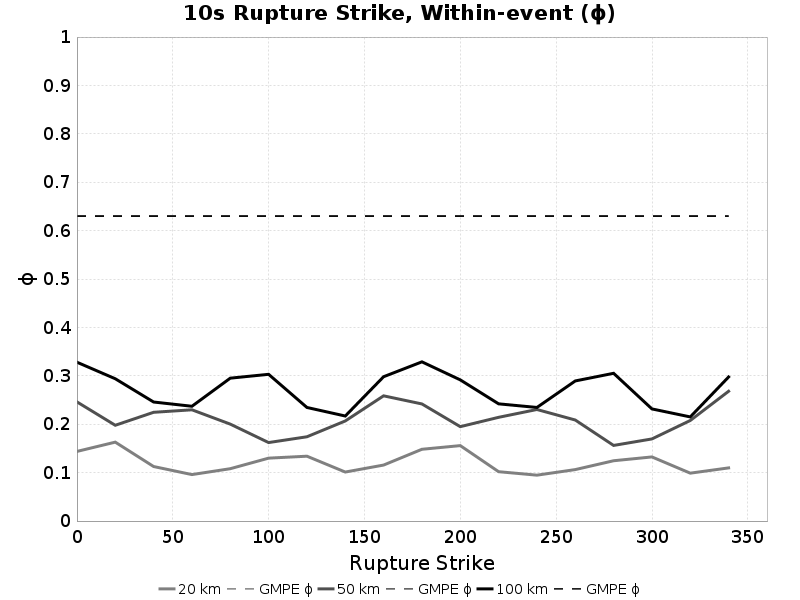 10s Rupture Strike, Within-event (ϕ)
1
0.9
0.8
0.7
0.6
0.5
0.4
0.3
0.2
0.1
0
ϕ
0 50 100 150 200 250 300 350
Rupture Strike
20 km GMPE ϕ 50 km GMPE ϕ 100 km GMPE ϕ